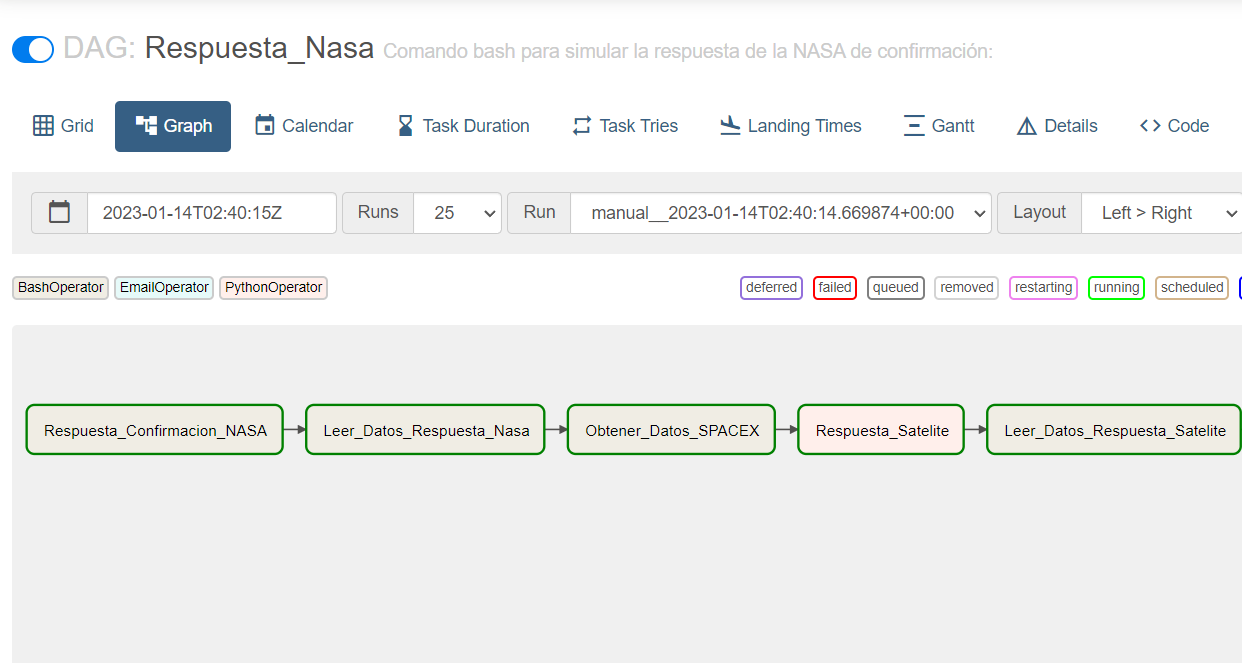 DAG: Respuesta_Nasa Comando bash para simular la respuesta de la NASA de confirmación:
Grid Graph Calendar Task Duration Task Tries Landing Times Gantt Details Code
2023-01-14T02:40:15Z Runs 25 Run manual__2023-01-14T02:40:14.669874+00:00 Layout Left > Right
BashOperator EmailOperator PythonOperator deferred failed queued removed restarting running scheduled
Respuesta_Confirmacion_NASA Leer_Datos_Respuesta_Nasa Obtener_Datos_SPACEX Respuesta_Satelite Leer_Datos_Respuesta_Satelite